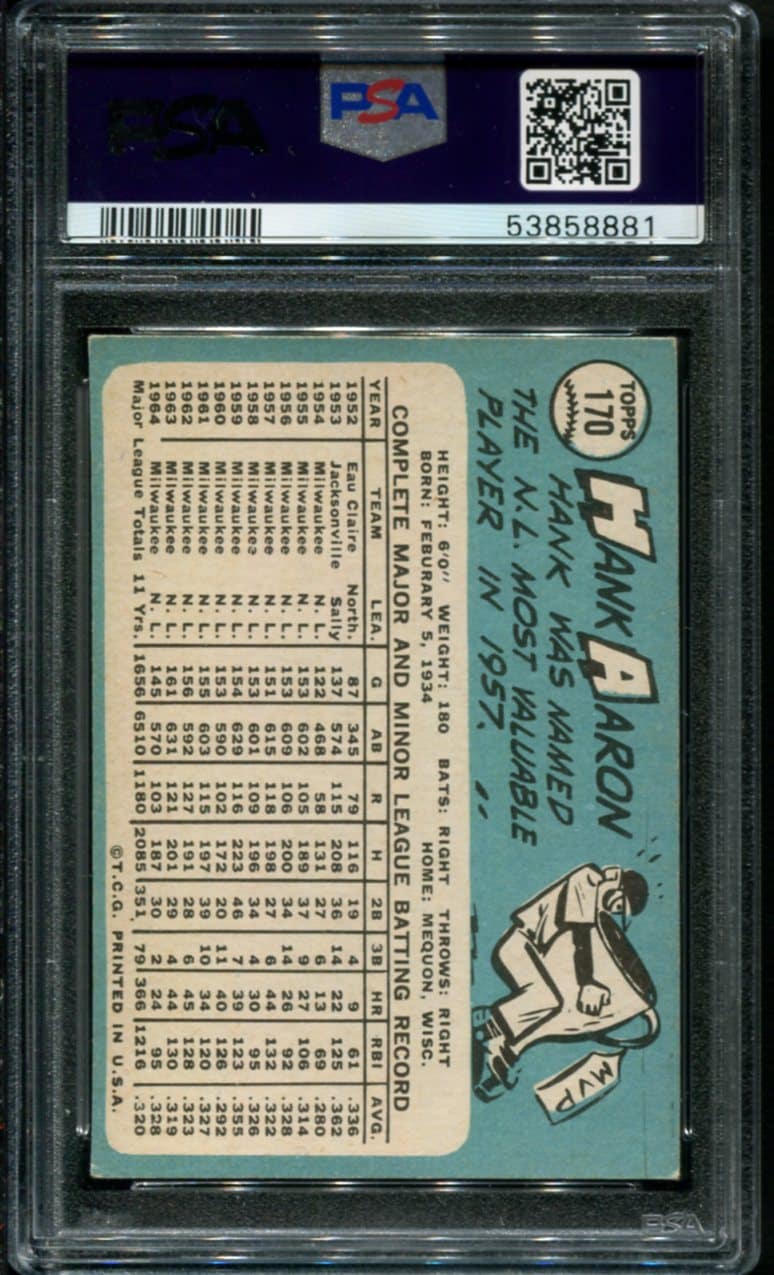 PSA
PSA
53858881
TOPPS
170
HANK AARON
HANK WAS NAMED
THE N.L. MOST VALUABLE
PLAYER IN 1957.
MVP
HEIGHT: 6'0" WEIGHT: 180 BATS: RIGHT THROWS: RIGHT
BORN: FEBURARY 5, 1934 HOME: MEQUON, WISC.
COMPLETE MAJOR AND MINOR LEAGUE BATTING RECORD
YEAR TEAM LEA. G AB R H 2B 3B HR RBI AVG.
1952 Eau Claire North. 87 345 79 116 19 4 9 61 .336
1953 Jacksonville Sally 137 574 115 208 36 14 22 125 .362
1954 Milwaukee N. L. 122 468 58 131 27 6 13 69 .280
1955 Milwaukee N. L. 153 602 105 189 37 9 27 106 .314
1956 Milwaukee N. L. 153 609 106 200 34 14 26 92 .328
1957 Milwaukee N. L. 151 615 118 198 27 6 44 132 .322
1958 Milwaukee N. L. 153 601 109 196 34 4 30 95 .326
1959 Milwaukee N. L. 154 629 116 223 46 7 39 123 .355
1960 Milwaukee N. L. 153 590 102 172 20 11 40 126 .292
1961 Milwaukee N. L. 155 603 115 197 39 10 34 120 .327
1962 Milwaukee N. L. 156 592 127 191 28 6 45 128 .323
1963 Milwaukee N. L. 161 631 121 201 29 4 44 130 .319
1964 Milwaukee N. L. 145 570 103 187 30 2 24 95 .328
Major League Totals 11 Yrs. 1656 6510 1180 2085 351 79 366 1216 .320
©T.C.G. PRINTED IN U.S.A.
PSA